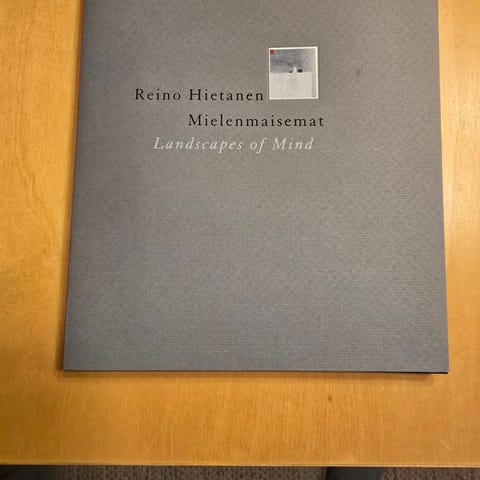 Reino Hietanen
Mielenmaisemat
Landscapes of Mind